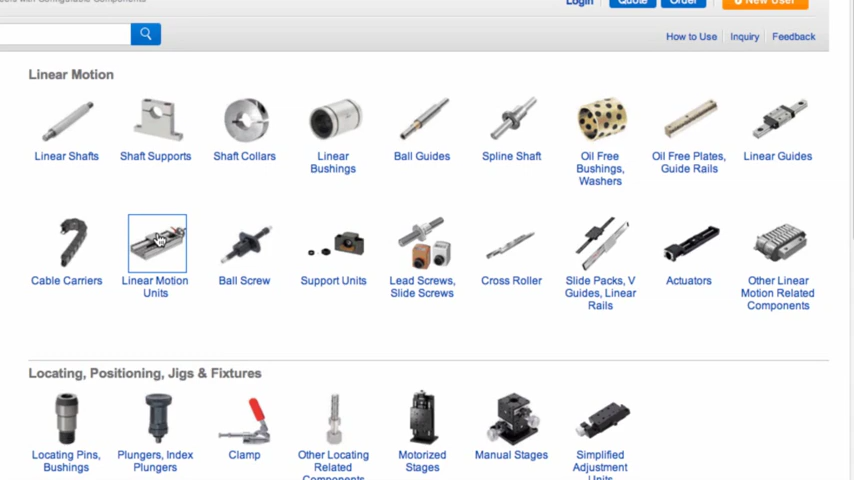 Login
Quote
Order
New User
How to Use
Inquiry
Feedback
Linear Motion
Linear Shafts
Shaft Supports
Shaft Collars
Linear
Bushings
Ball Guides
Spline Shaft
Oil Free
Bushings,
Washers
Oil Free Plates,
Guide Rails
Linear Guides
Cable Carriers
Linear Motion
Units
Ball Screw
Support Units
Lead Screws,
Slide Screws
Cross Roller
Slide Packs, V
Guides, Linear
Rails
Actuators
Other Linear
Motion Related
Components
Locating, Positioning, Jigs & Fixtures
Locating Pins,
Bushings
Plungers, Index
Plungers
Clamp
Other Locating
Related
Components
Motorized
Stages
Manual Stages
Simplified
Adjustment
Units